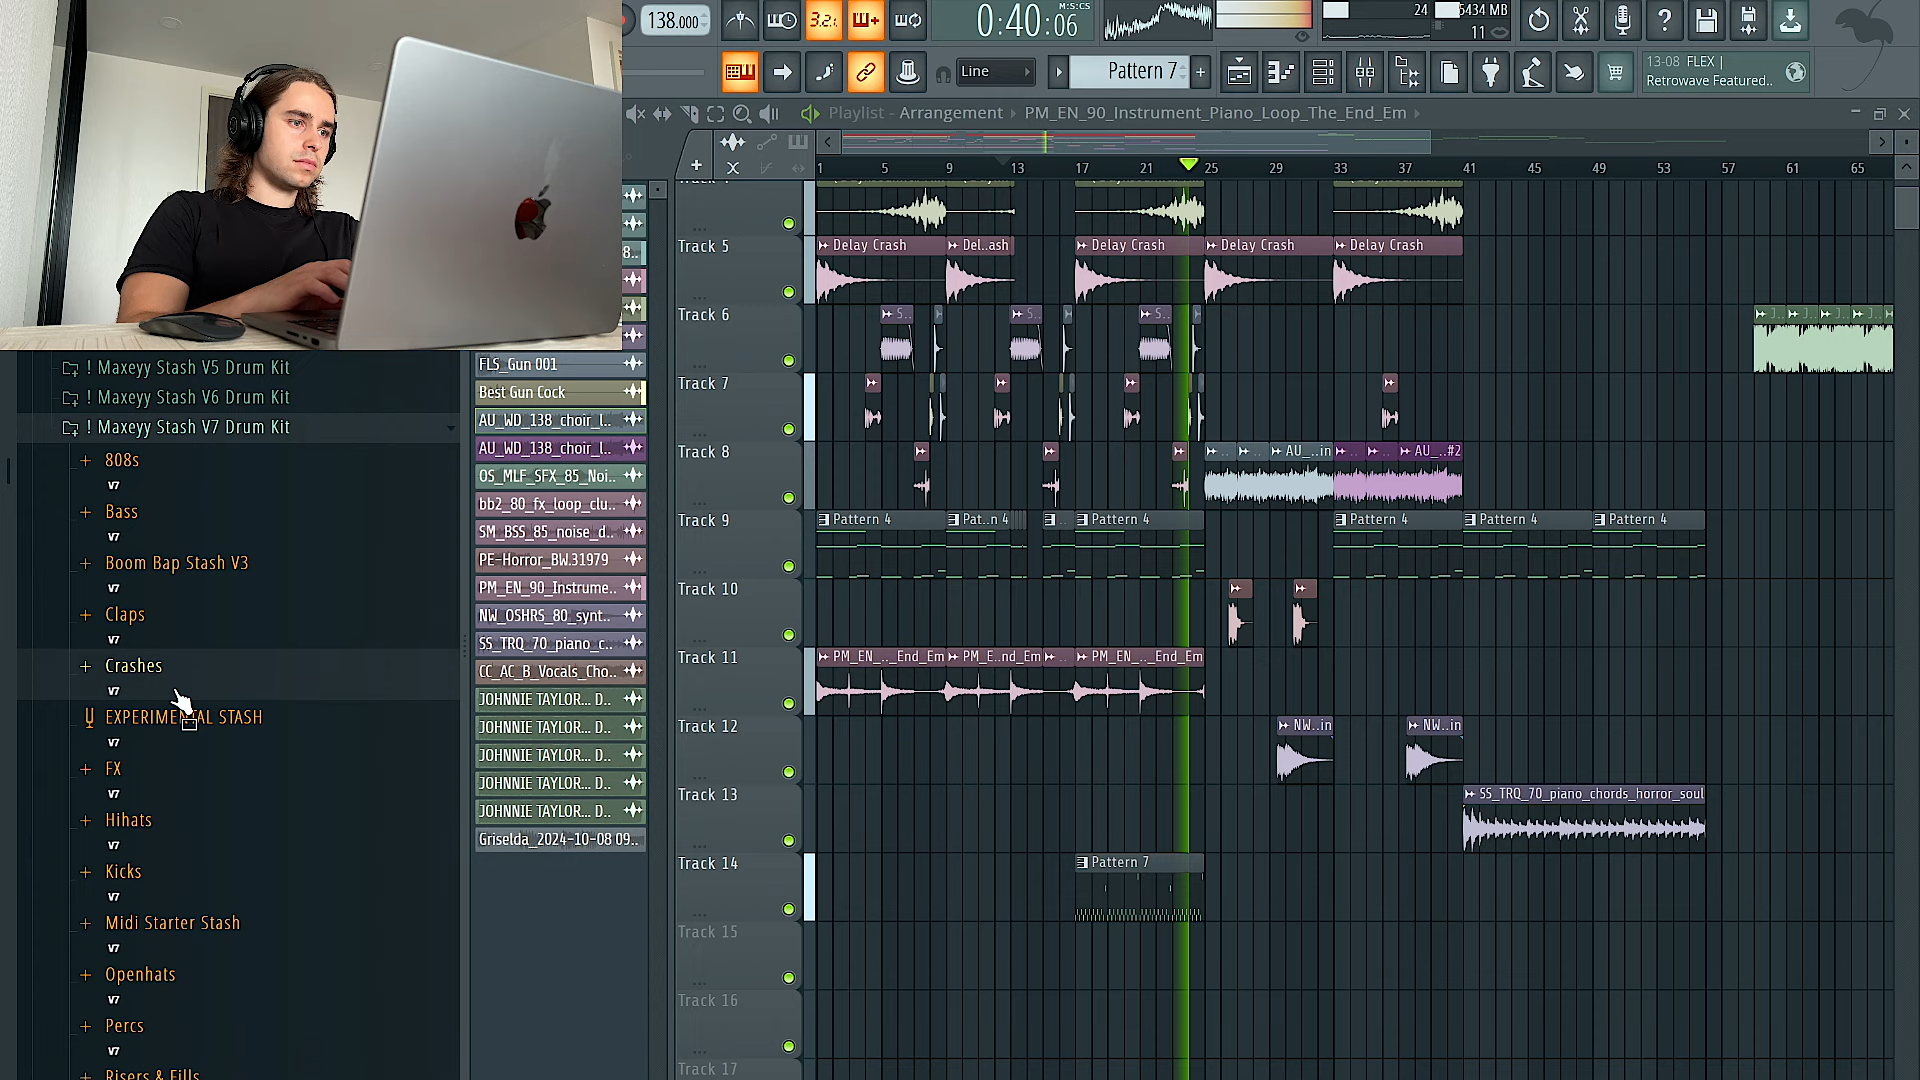 138.000
3.2.
0:40:06
M:S:CS
24
5434 MB
11
Line
Pattern 7
13-08 FLEX |
Retrowave Featured..
Playlist - Arrangement › PM_EN_90_Instrument_Piano_Loop_The_End_Em
1 5 9 13 17 21 25 29 33 37 41 45 49 53 57 61 65
Track 5
Delay Crash
Del..ash
Delay Crash
Delay Crash
Delay Crash
Track 6
S..
S..
S..
J..
J..
J..
J..
Track 7
Track 8
AU_..in
AU_..#2
Track 9
Pattern 4
Pat..n 4
Pattern 4
Pattern 4
Pattern 4
Pattern 4
Track 10
Track 11
PM_EN_.._End_Em
PM_E..nd_Em
PM_EN_.._End_Em
Track 12
NW..in
NW..in
Track 13
SS_TRQ_70_piano_chords_horror_soul
Track 14
Pattern 7
Track 15
Track 16
Track 17
8..
FLS_Gun 001
Best Gun Cock
AU_WD_138_choir_l..
AU_WD_138_choir_l..
OS_MLF_SFX_85_Noi..
bb2_80_fx_loop_clu..
SM_BSS_85_noise_d..
PE-Horror_BW.31979
PM_EN_90_Instrume..
NW_OSHRS_80_synt..
SS_TRQ_70_piano_c..
CC_AC_B_Vocals_Cho..
JOHNNIE TAYLOR... D..
JOHNNIE TAYLOR... D..
JOHNNIE TAYLOR... D..
JOHNNIE TAYLOR... D..
JOHNNIE TAYLOR... D..
Griselda_2024-10-08 09..
! Maxeyy Stash V5 Drum Kit
! Maxeyy Stash V6 Drum Kit
! Maxeyy Stash V7 Drum Kit
808s
V7
Bass
V7
Boom Bap Stash V3
V7
Claps
V7
Crashes
V7
EXPERIMENTAL STASH
V7
FX
V7
Hihats
V7
Kicks
V7
Midi Starter Stash
V7
Openhats
V7
Percs
V7
Risers & Fills